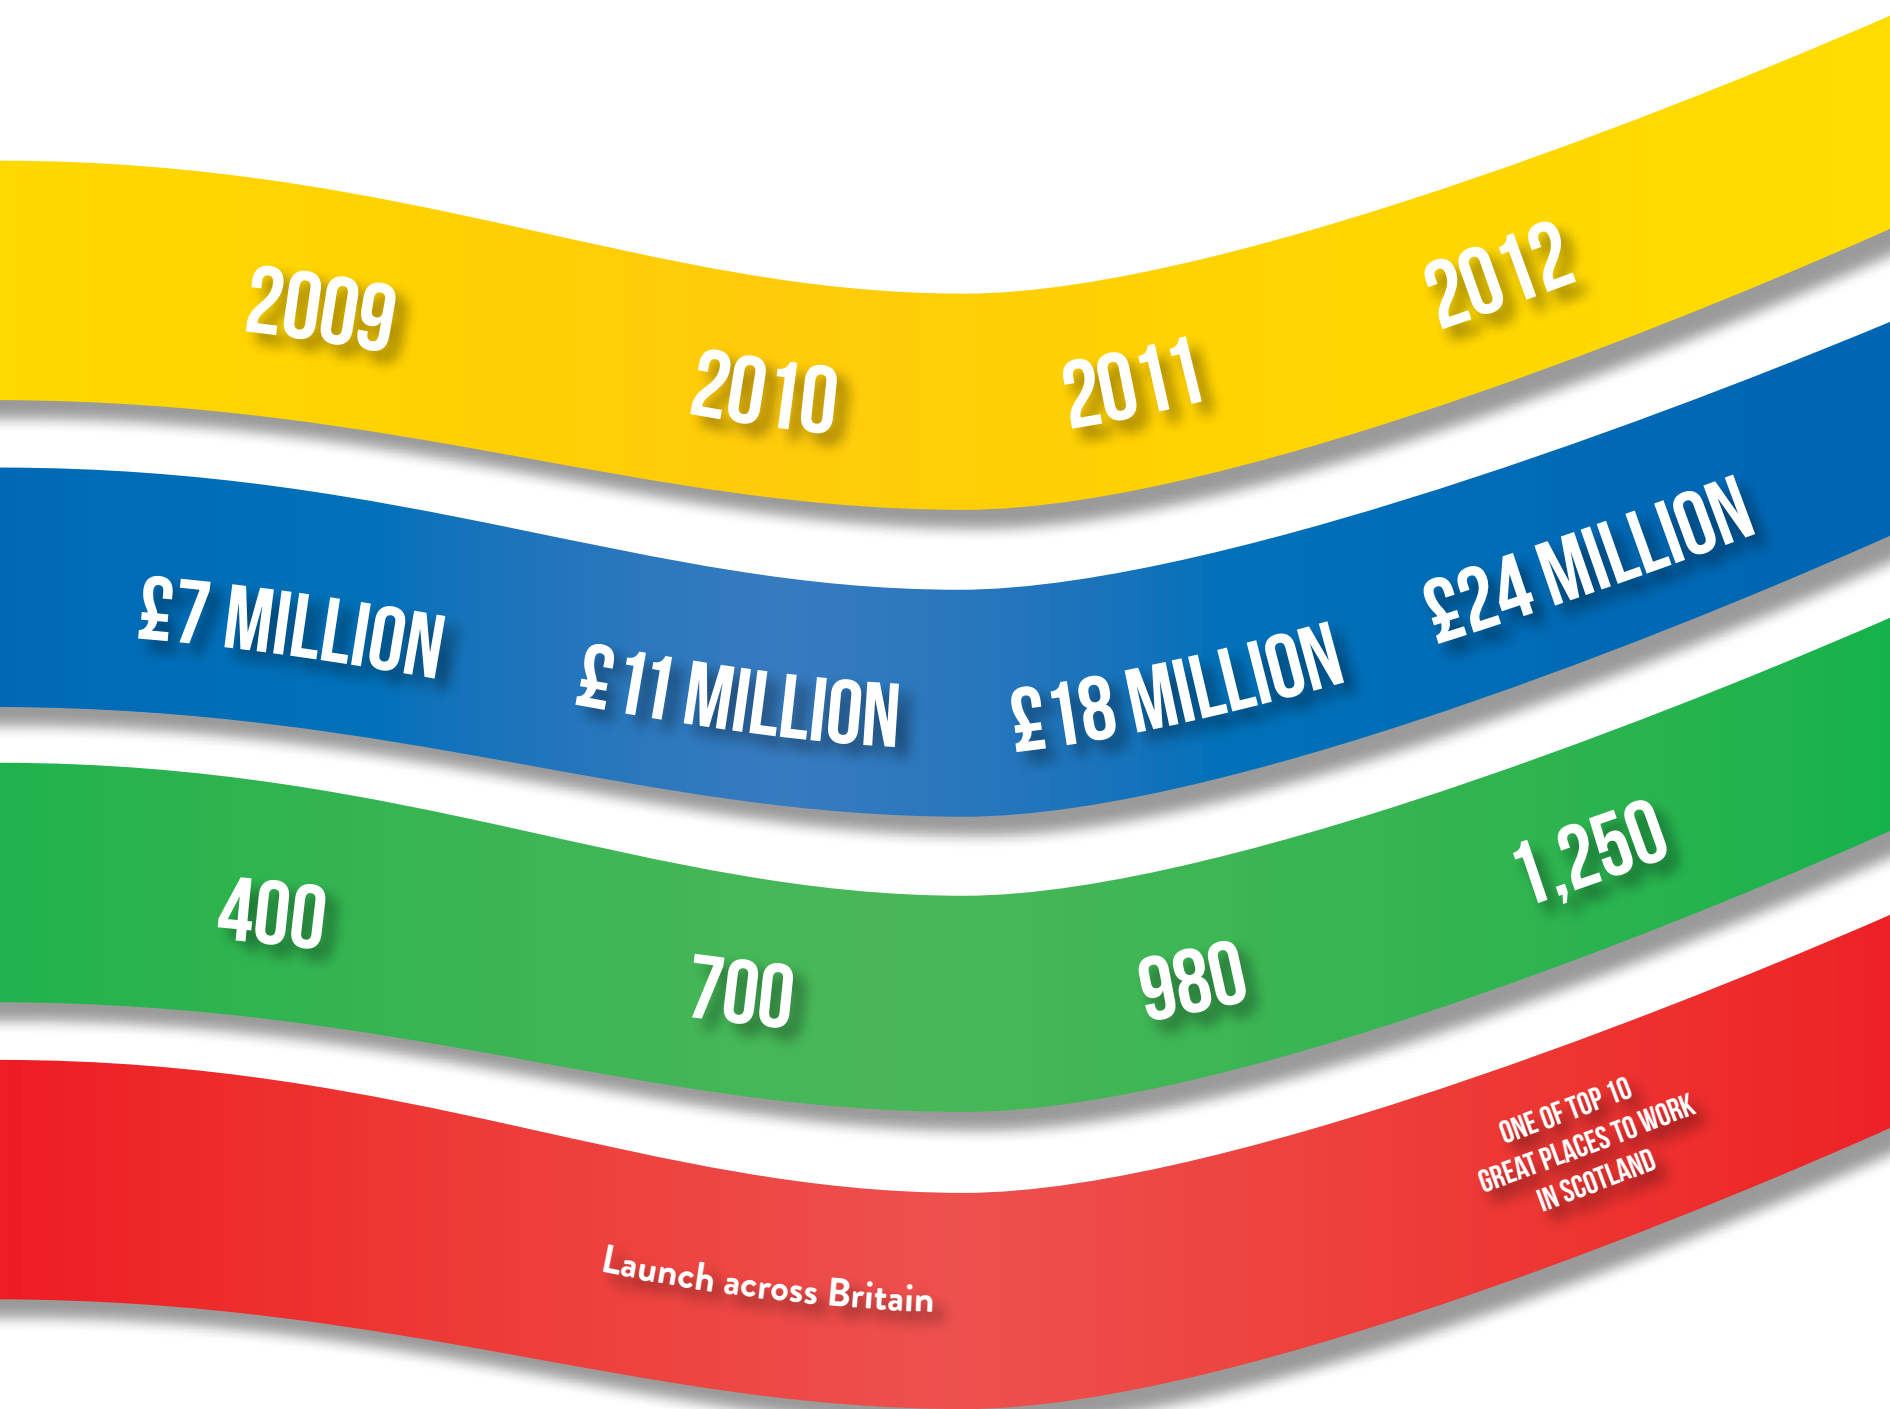 2009
2010
2011
2012
£7 MILLION
£11 MILLION
£18 MILLION
£24 MILLION
400
700
980
1,250
Launch across Britain
ONE OF TOP 10
GREAT PLACES TO WORK
IN SCOTLAND